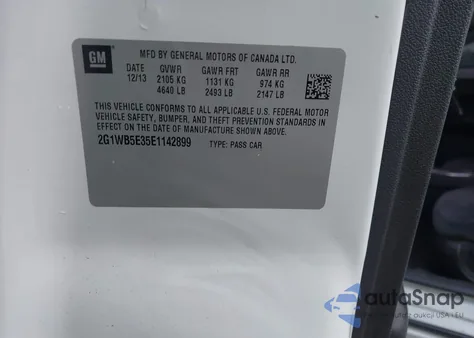 GM
MFD BY GENERAL MOTORS OF CANADA LTD.
DATE GVWR GAWR FRT GAWR RR
12/13 2105 KG 1131 KG 974 KG
4640 LB 2493 LB 2147 LB
THIS VEHICLE CONFORMS TO ALL APPLICABLE U.S. FEDERAL MOTOR
VEHICLE SAFETY, BUMPER, AND THEFT PREVENTION STANDARDS IN
EFFECT ON THE DATE OF MANUFACTURE SHOWN ABOVE.
2G1WB5E35E1142899 TYPE: PASS CAR
autoSnap
z aukcji USA i EU